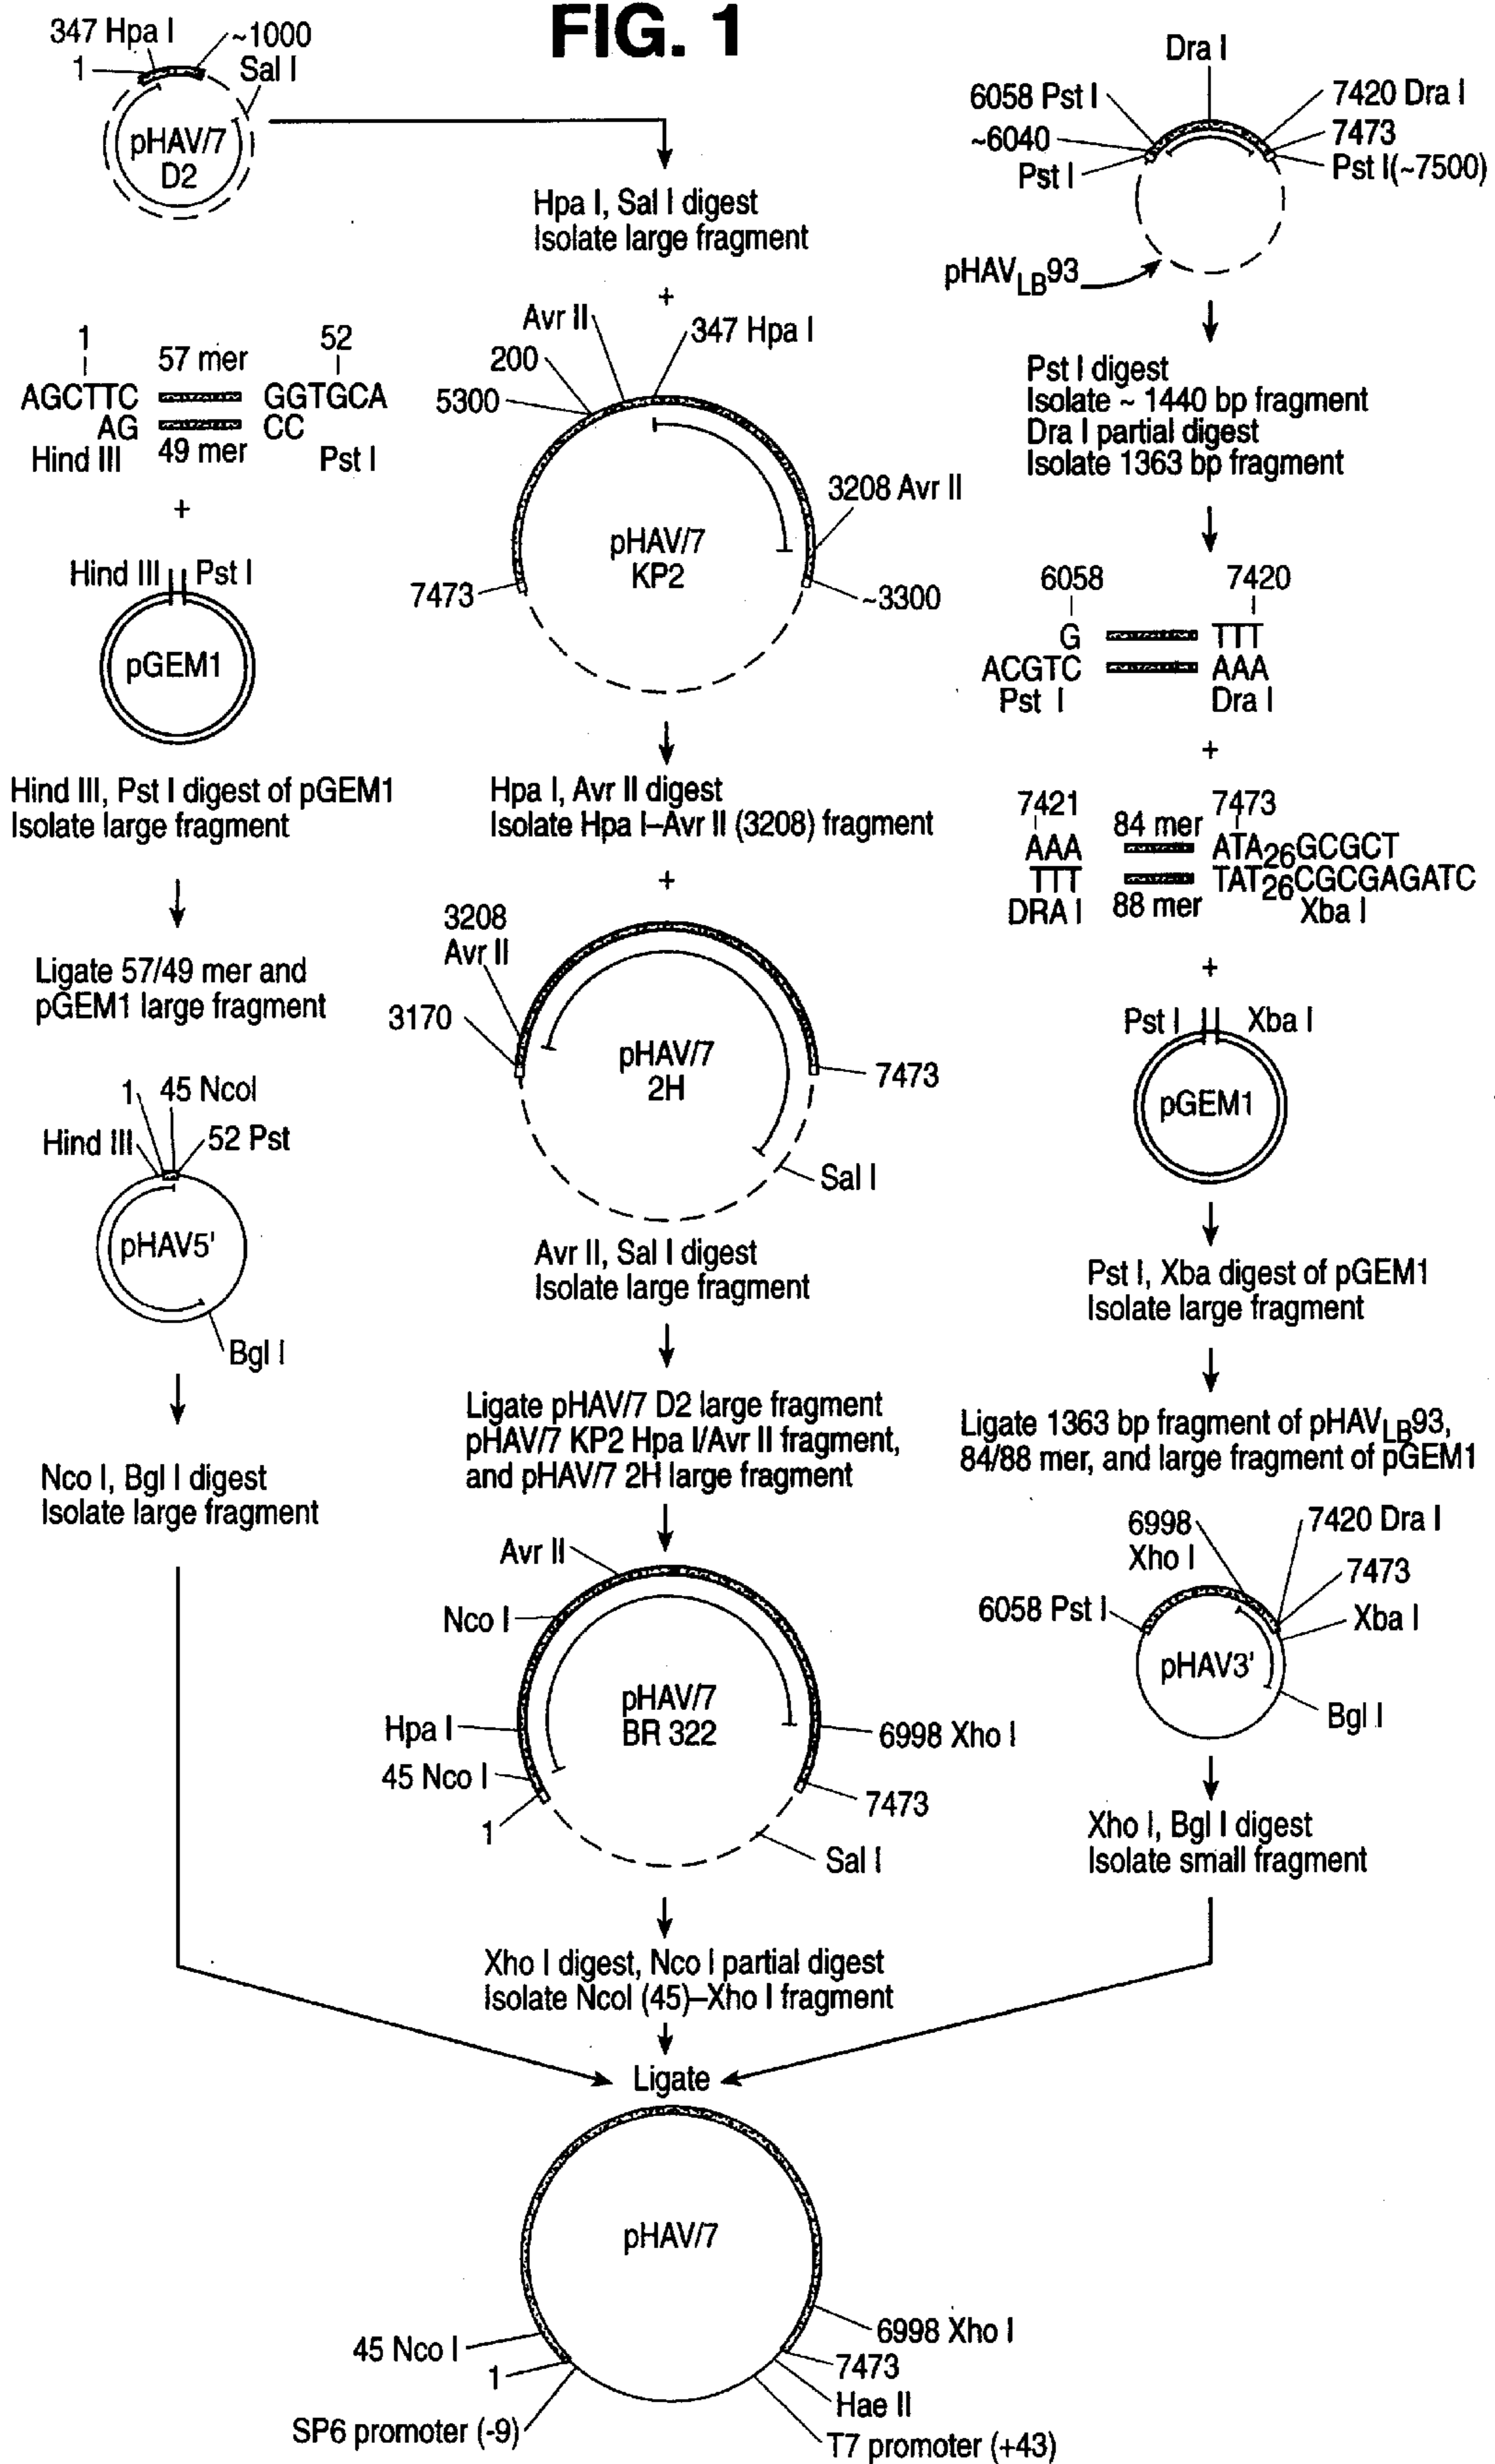 FIG. 1
347 Hpa I
~1000
1
Sal I
pHAV/7
D2
Hpa I, Sal I digest
Isolate large fragment
+
Dra I
6058 Pst I
7420 Dra I
~6040
7473
Pst I
Pst I(~7500)
pHAVLB93
1
52
57 mer
AGCTTC
GGTGCA
AG
CC
Hind III
49 mer
Pst I
+
Hind III
Pst I
pGEM1
Hind III, Pst I digest of pGEM1
Isolate large fragment
Ligate 57/49 mer and
pGEM1 large fragment
1
45 NcoI
Hind III
52 Pst
pHAV5'
Bgl I
Nco I, Bgl I digest
Isolate large fragment
Avr II
347 Hpa I
200
5300
3208 Avr II
pHAV/7
KP2
7473
~3300
Hpa I, Avr II digest
Isolate Hpa I–Avr II (3208) fragment
+
3208
Avr II
3170
pHAV/7
2H
7473
Sal I
Avr II, Sal I digest
Isolate large fragment
Ligate pHAV/7 D2 large fragment
pHAV/7 KP2 Hpa I/Avr II fragment,
and pHAV/7 2H large fragment
Avr II
Nco I
pHAV/7
BR 322
Hpa I
6998 Xho I
45 Nco I
7473
1
Sal I
Xho I digest, Nco I partial digest
Isolate NcoI (45)–Xho I fragment
Pst I digest
Isolate ~ 1440 bp fragment
Dra I partial digest
Isolate 1363 bp fragment
6058
7420
G
TTT
ACGTC
AAA
Pst I
Dra I
+
7421
7473
84 mer
AAA
ATA26GCGCT
TTT
TAT26CGCGAGATC
DRA I
88 mer
Xba I
+
Pst I
Xba I
pGEM1
Pst I, Xba digest of pGEM1
Isolate large fragment
Ligate 1363 bp fragment of pHAVLB93,
84/88 mer, and large fragment of pGEM1
6998
Xho I
7420 Dra I
7473
6058 Pst I
Xba I
pHAV3'
Bgl I
Xho I, Bgl I digest
Isolate small fragment
Ligate
pHAV/7
6998 Xho I
45 Nco I
7473
1
Hae II
SP6 promoter (-9)
T7 promoter (+43)